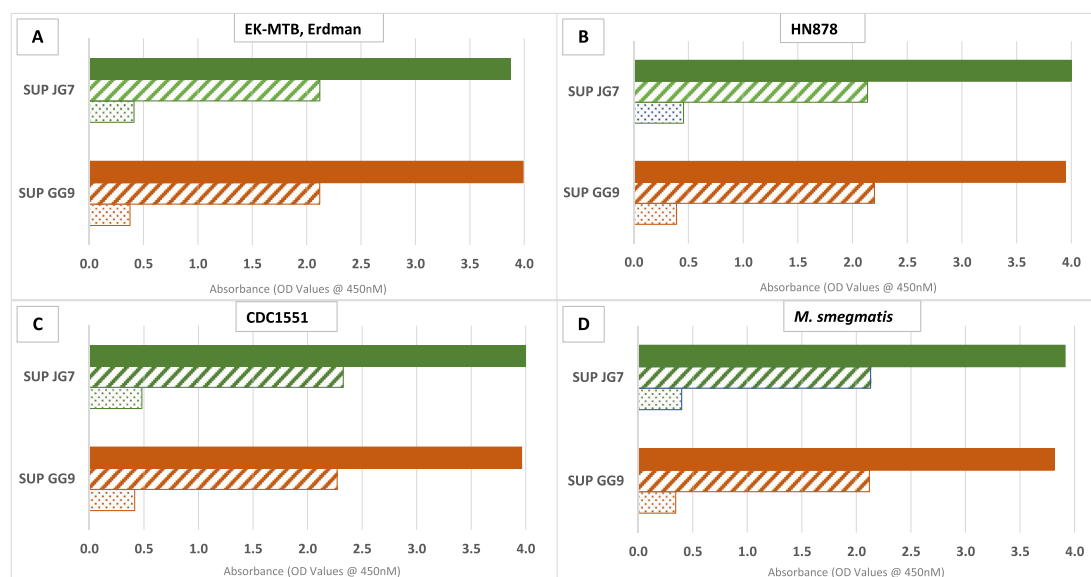 A
EK-MTB, Erdman
SUP JG7
SUP GG9
0.0 0.5 1.0 1.5 2.0 2.5 3.0 3.5 4.0
Absorbance (OD Values @ 450nM)
B
HN878
SUP JG7
SUP GG9
0.0 0.5 1.0 1.5 2.0 2.5 3.0 3.5 4.0
Absorbance (OD Values @ 450nM)
C
CDC1551
SUP JG7
SUP GG9
0.0 0.5 1.0 1.5 2.0 2.5 3.0 3.5 4.0
Absorbance (OD Values @ 450nM)
D
M. smegmatis
SUP JG7
SUP GG9
0.0 0.5 1.0 1.5 2.0 2.5 3.0 3.5 4.0
Absorbance (OD Values @ 450nM)